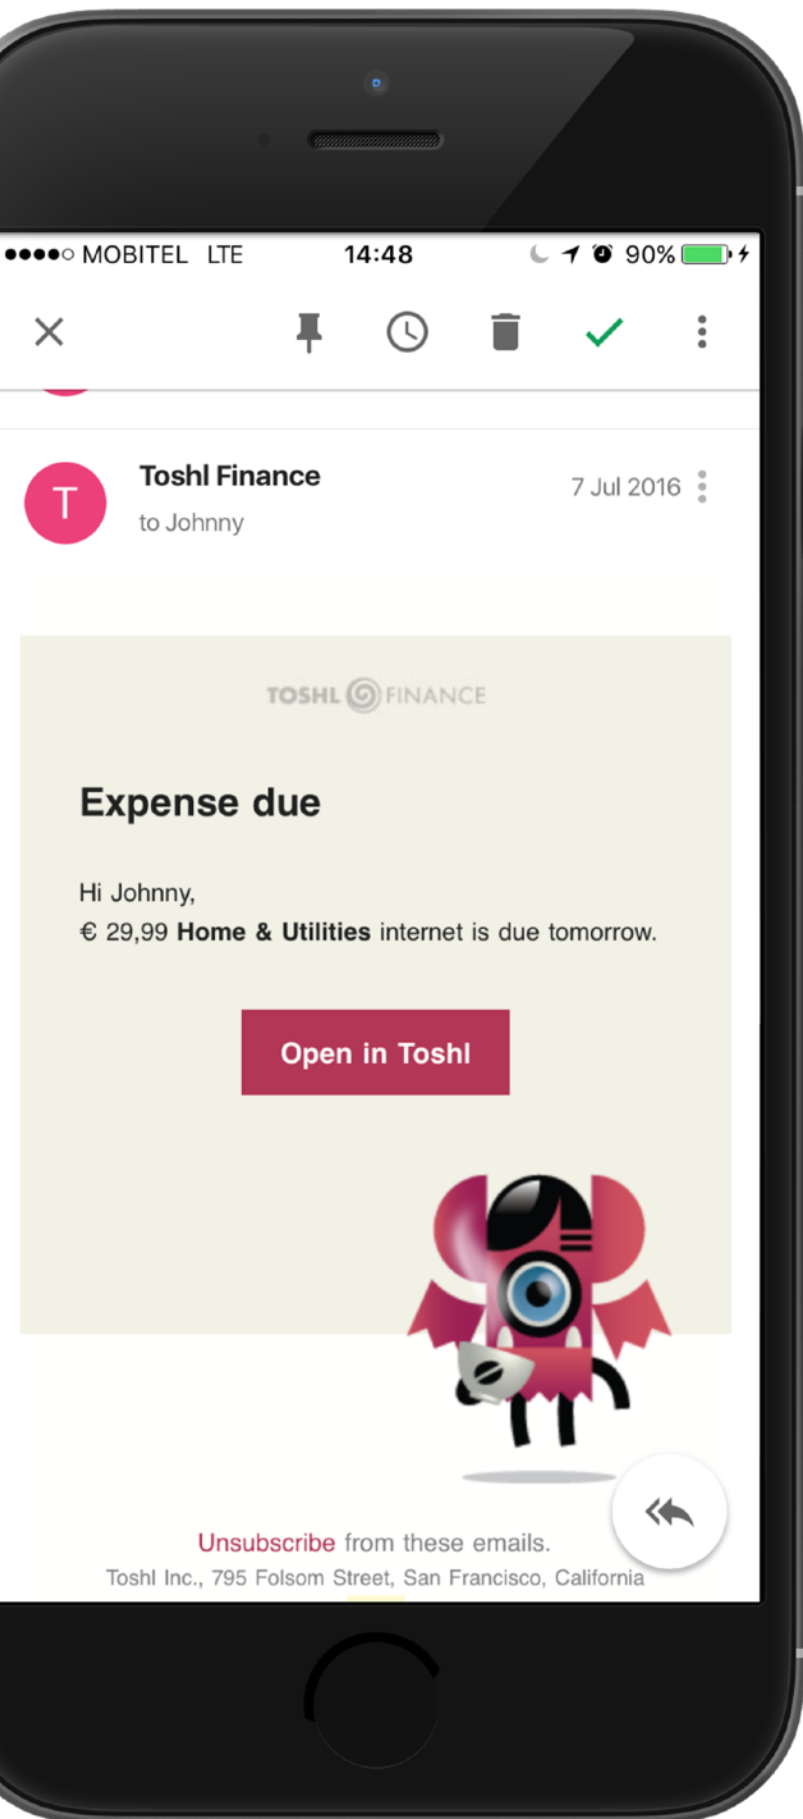 MOBITEL LTE 14:48 90%
T
Toshl Finance
7 Jul 2016
to Johnny
TOSHL FINANCE
Expense due
Hi Johnny,
€ 29,99 Home & Utilities internet is due tomorrow.
Open in Toshl
Unsubscribe from these emails.
Toshl Inc., 795 Folsom Street, San Francisco, California